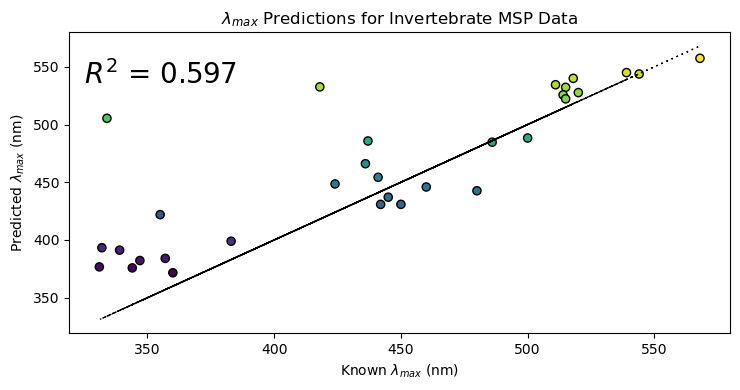 λmax Predictions for Invertebrate MSP Data
R² = 0.597
Predicted λmax (nm)
550
500
450
400
350
350 400 450 500 550
Known λmax (nm)